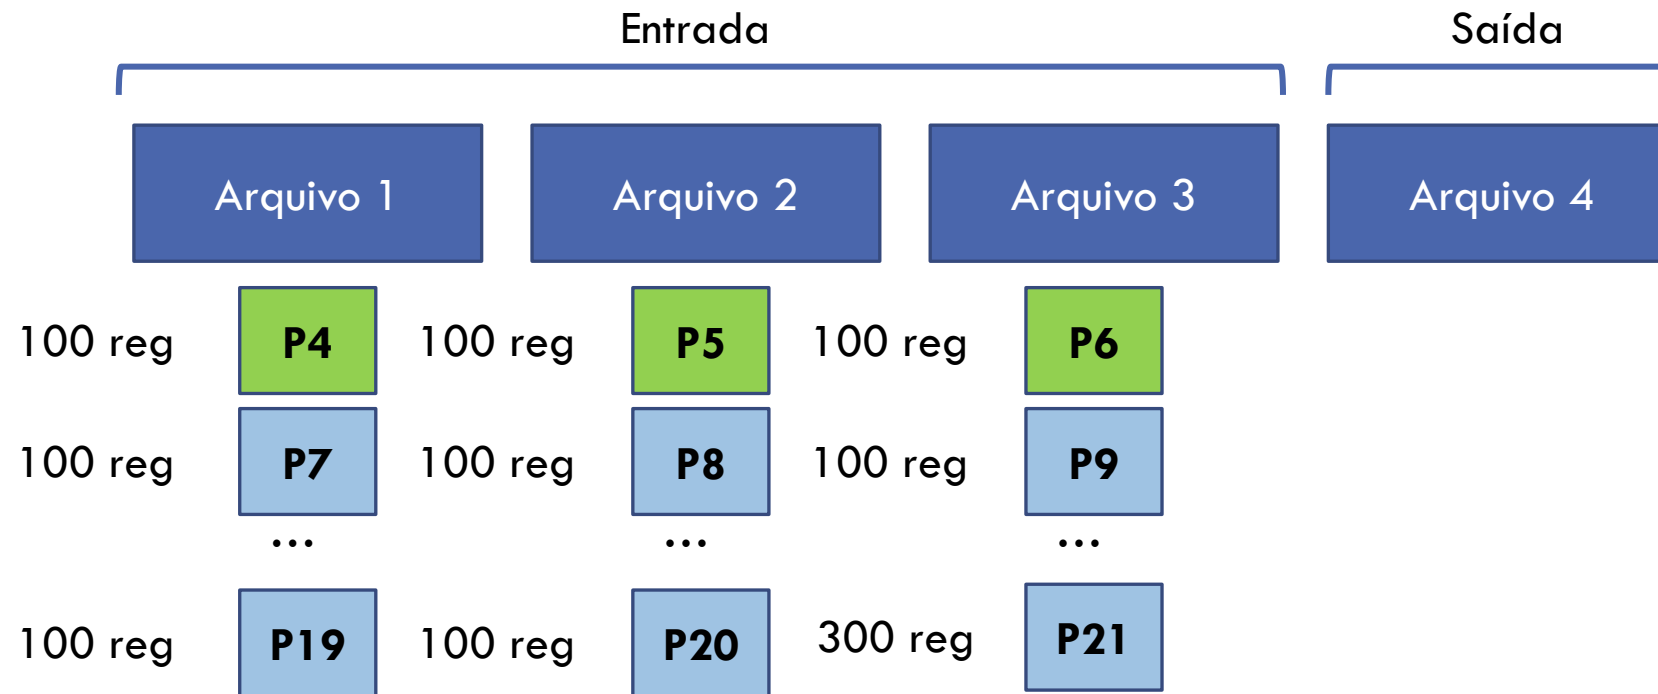 Entrada Saída
Arquivo 1 Arquivo 2 Arquivo 3 Arquivo 4
100 reg P4 100 reg P5 100 reg P6
100 reg P7 100 reg P8 100 reg P9
... ... ...
100 reg P19 100 reg P20 300 reg P21